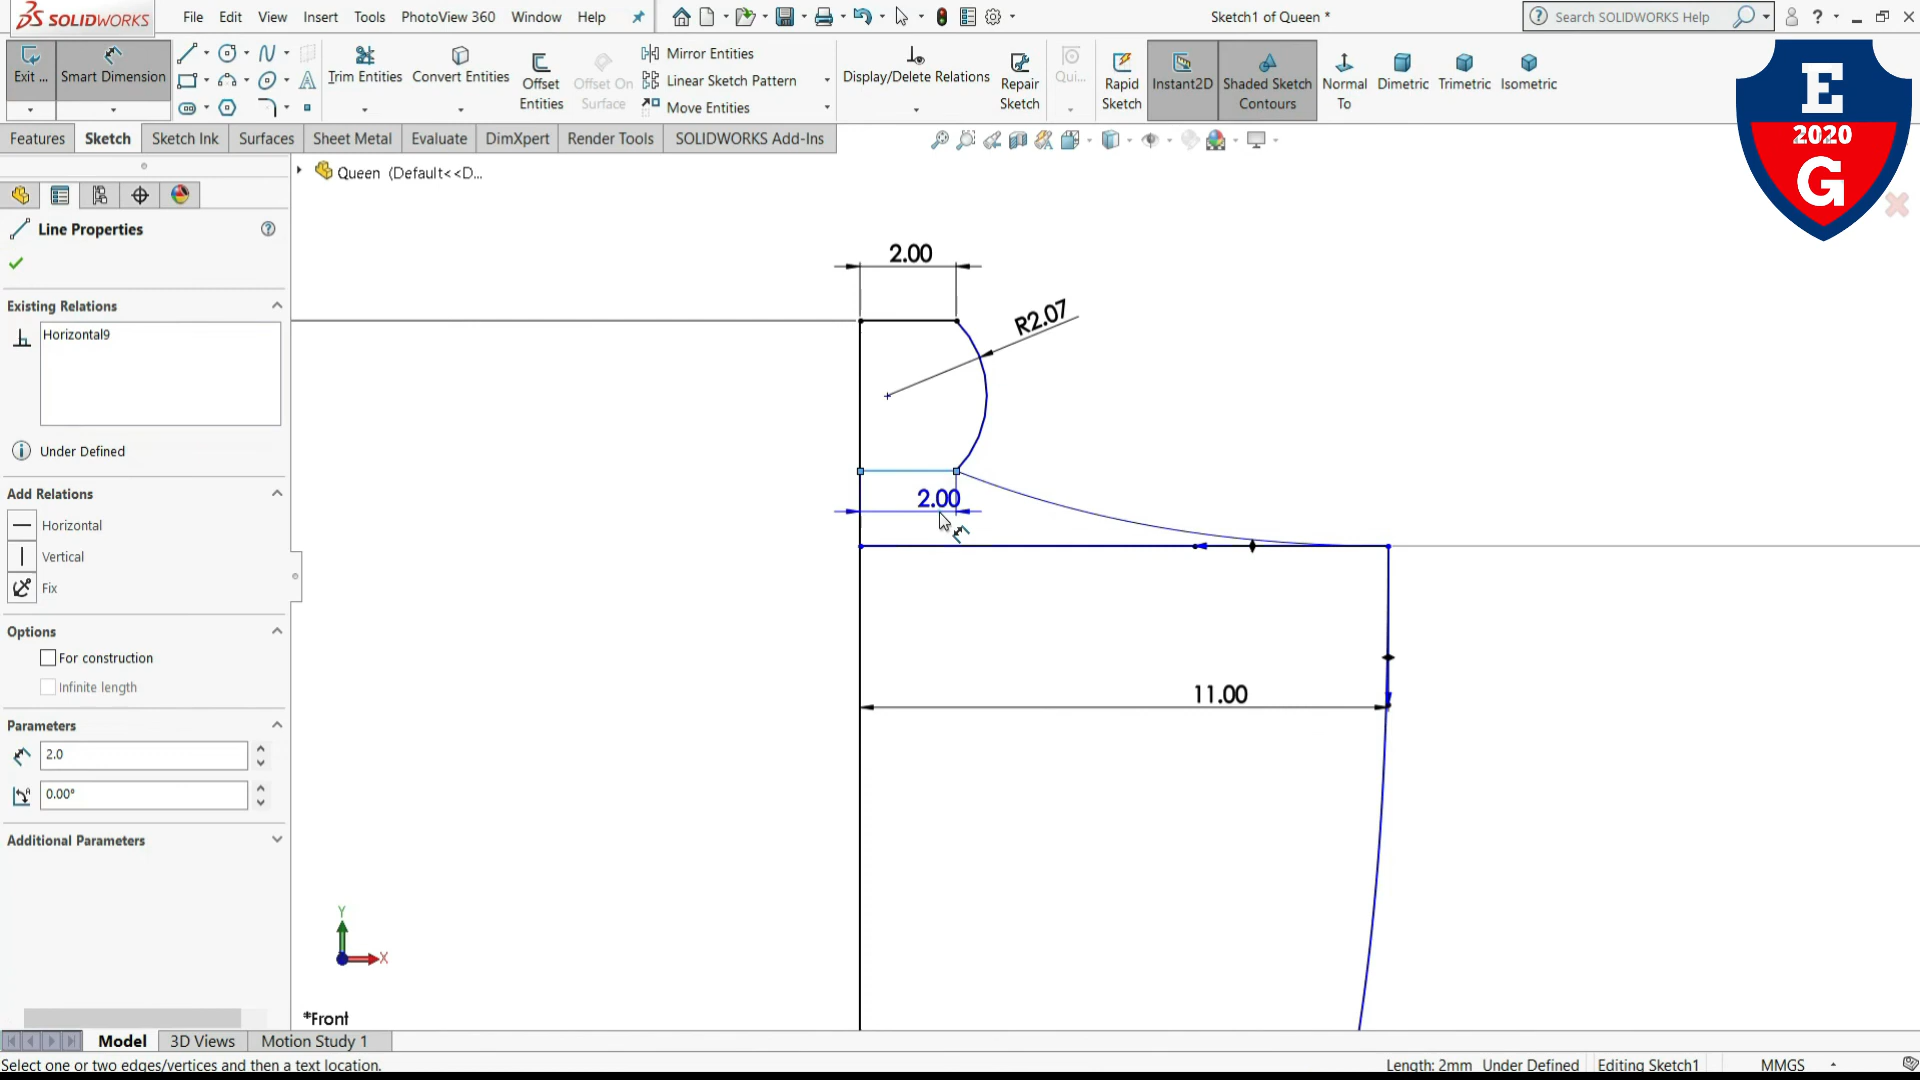 SOLIDWORKS
File Edit View Insert Tools PhotoView 360 Window Help
Sketch1 of Queen *
Search SOLIDWORKS Help
Exit ...
Smart Dimension
Trim Entities
Convert Entities
Offset Entities
Offset On Surface
Mirror Entities
Linear Sketch Pattern
Move Entities
Display/Delete Relations
Repair Sketch
Qui...
Rapid Sketch
Instant2D
Shaded Sketch Contours
Normal To
Dimetric
Trimetric
Isometric
E
2020
G
Features Sketch Sketch Ink Surfaces Sheet Metal Evaluate DimXpert Render Tools SOLIDWORKS Add-Ins
Queen (Default<<D...
Line Properties
Existing Relations
Horizontal9
Under Defined
Add Relations
Horizontal
Vertical
Fix
Options
For construction
Infinite length
Parameters
2.0
0.00°
Additional Parameters
2.00
R2.07
2.00
11.00
Y
X
*Front
Model 3D Views Motion Study 1
Select one or two edges/vertices and then a text location.
Length: 2mm Under Defined Editing Sketch1 MMGS